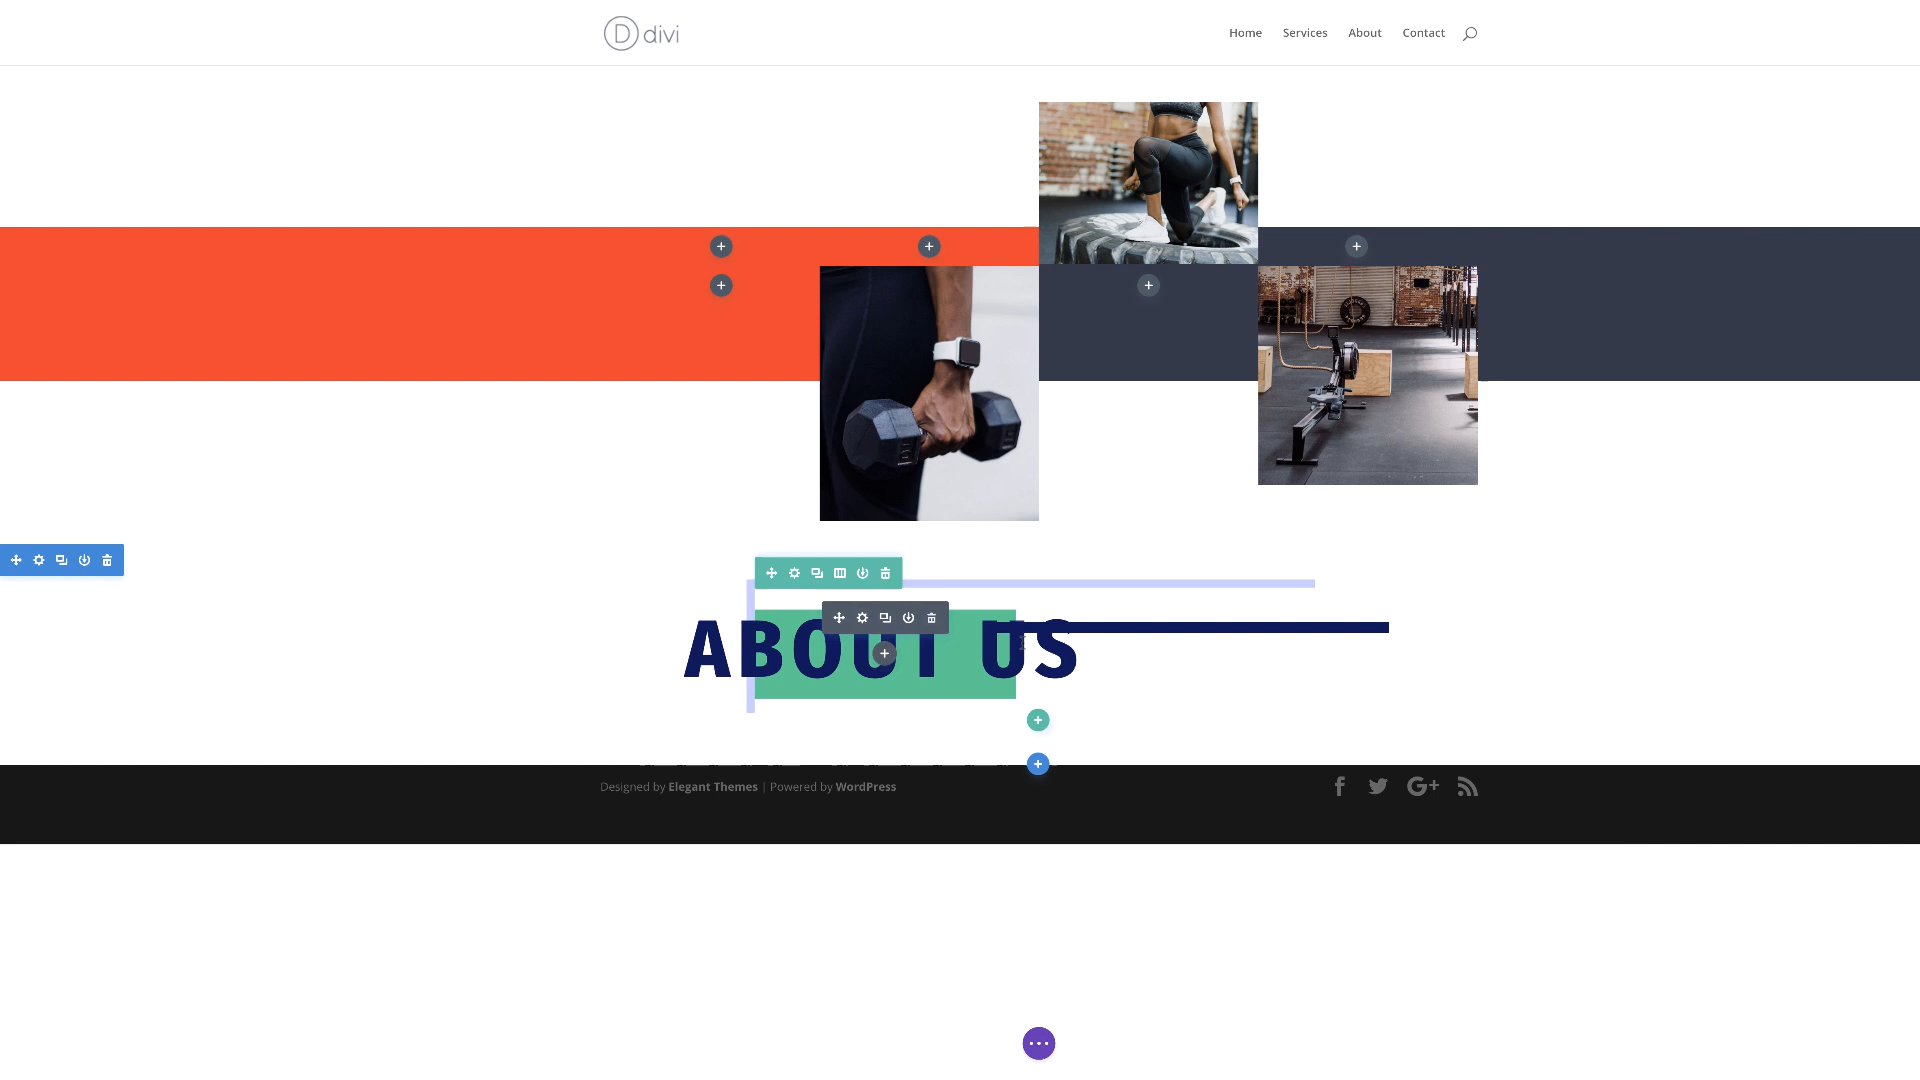 D divi
Home Services About Contact
ABOUT US
Designed by Elegant Themes | Powered by WordPress